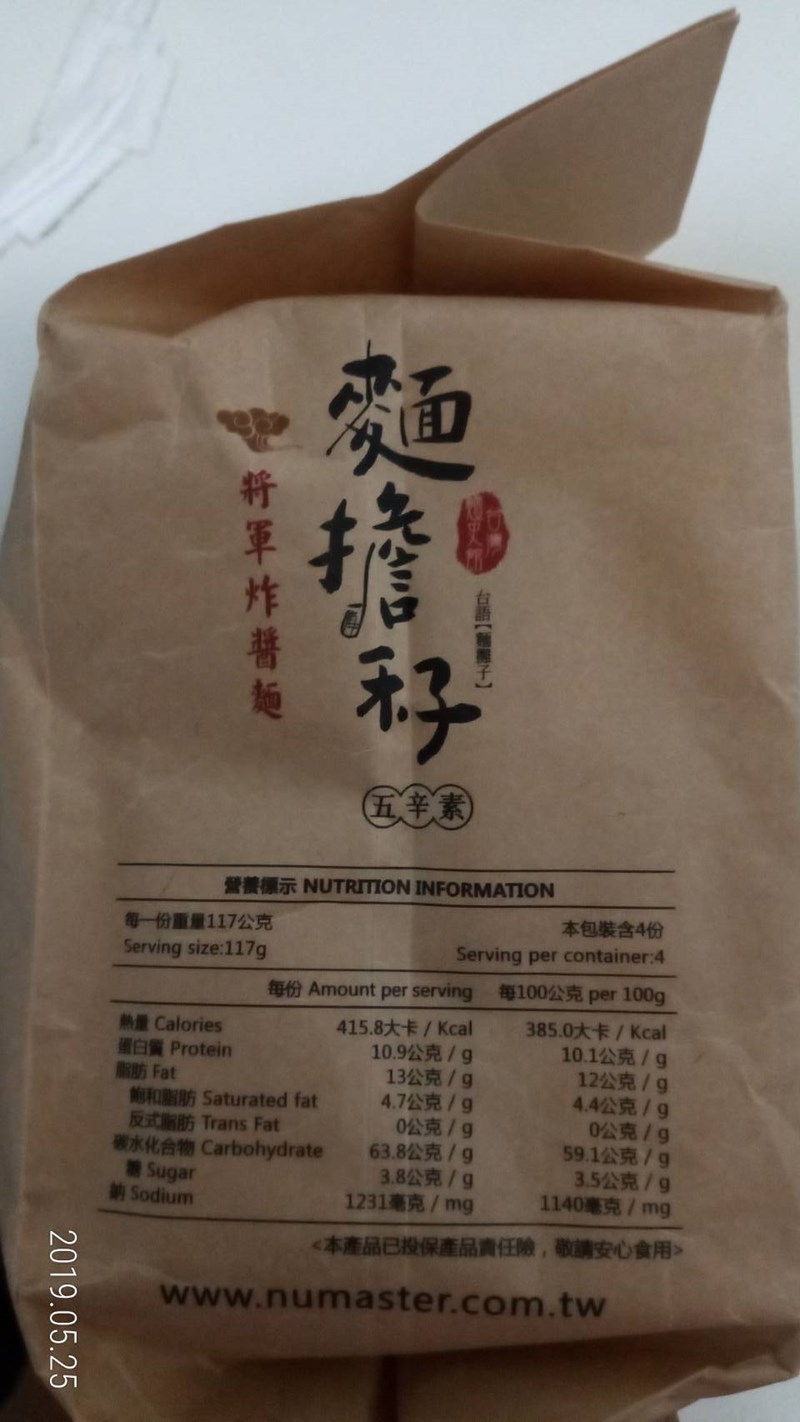 麵擔籽
台語【麵擔子】
將軍炸醬麵
五辛素
營養標示 NUTRITION INFORMATION
每一份重量117公克 本包裝含4份
Serving size:117g Serving per container:4
每份 Amount per serving 每100公克 per 100g
熱量 Calories 415.8大卡 / Kcal 385.0大卡 / Kcal
蛋白質 Protein 10.9公克 / g 10.1公克 / g
脂肪 Fat 13公克 / g 12公克 / g
飽和脂肪 Saturated fat 4.7公克 / g 4.4公克 / g
反式脂肪 Trans Fat 0公克 / g 0公克 / g
碳水化合物 Carbohydrate 63.8公克 / g 59.1公克 / g
糖 Sugar 3.8公克 / g 3.5公克 / g
鈉 Sodium 1231毫克 / mg 1140毫克 / mg
<本產品已投保產品責任險，敬請安心食用>
www.numaster.com.tw
2019.05.25